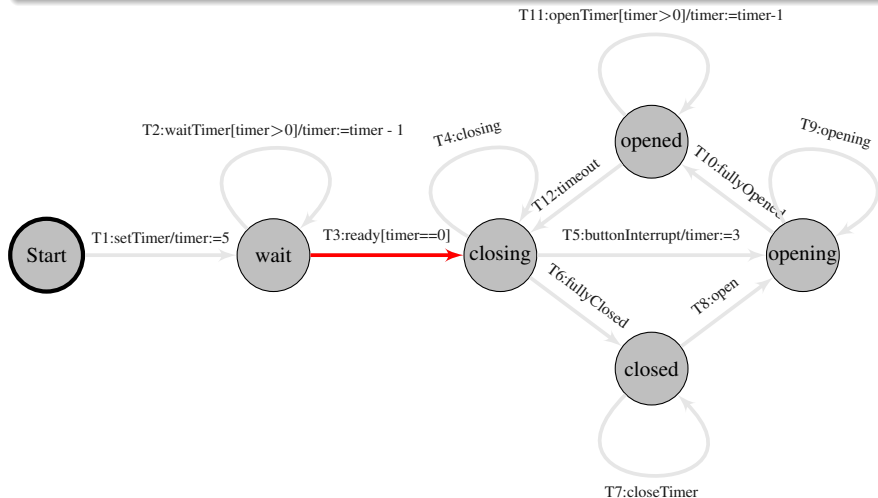 T11:openTimer[timer>0]/timer:=timer-1
T2:waitTimer[timer>0]/timer:=timer - 1
T4:closing
opened
T9:opening
T12:timeout
T10:fullyOpened
Start
T1:setTimer/timer:=5
wait
T3:ready[timer==0]
closing
T5:buttonInterrupt/timer:=3
opening
T6:fullyClosed
T8:open
closed
T7:closeTimer